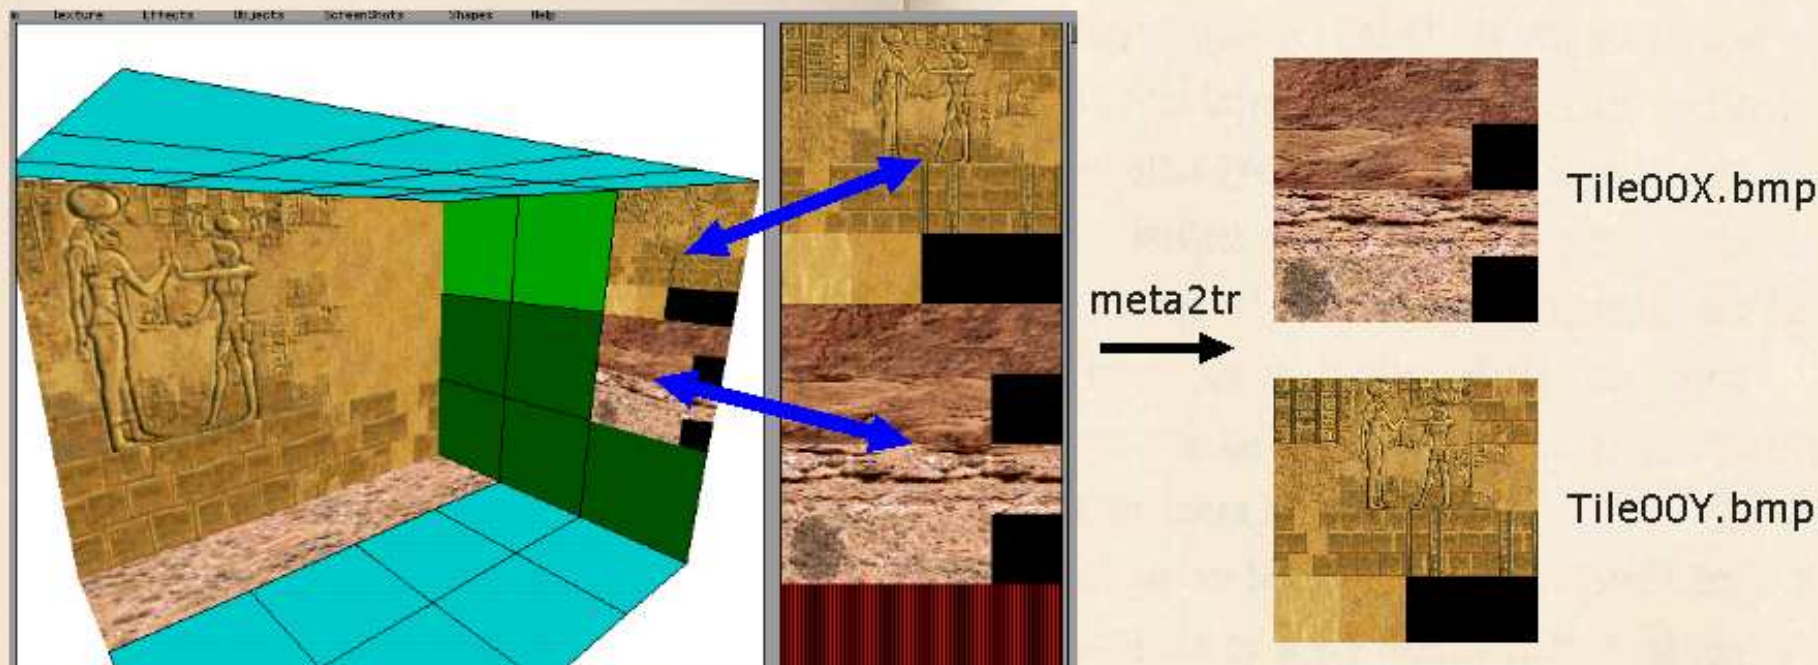 Texture Effects Objects ScreenShots Shapes Help
meta2tr
Tile00X.bmp
Tile00Y.bmp